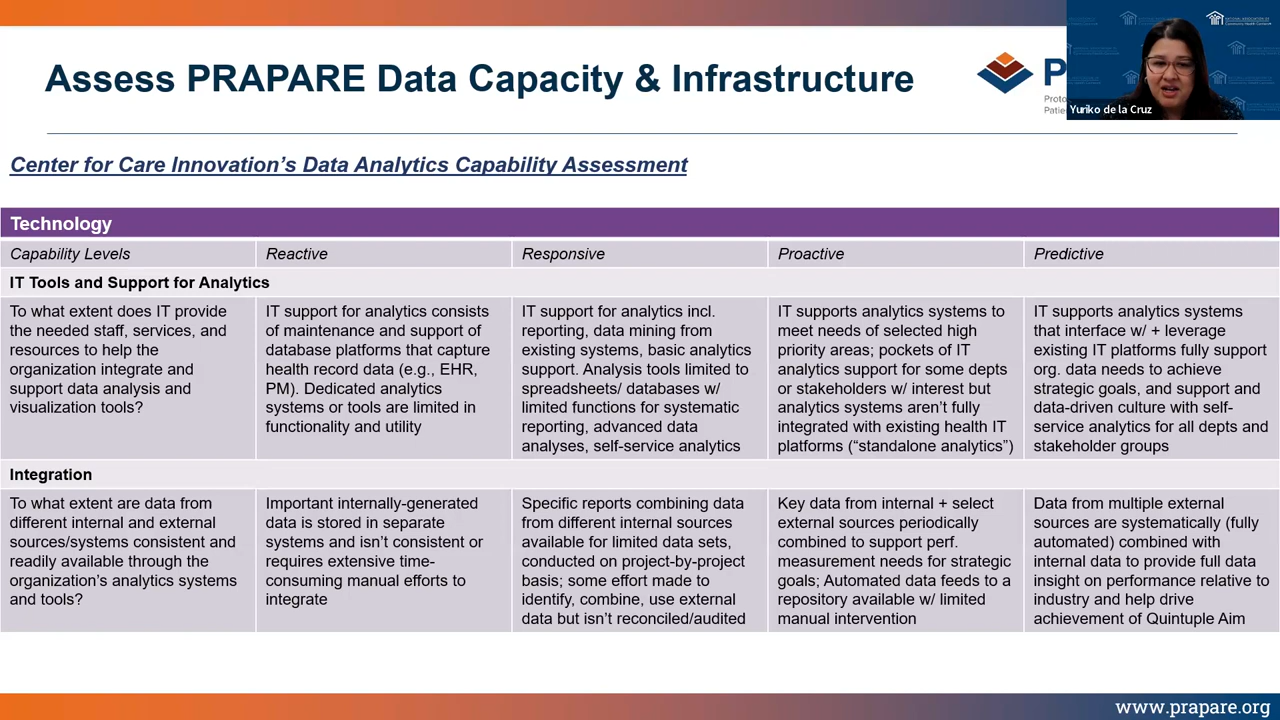 Assess PRAPARE Data Capacity & Infrastructure
P
Proto
Patie
Yuriko de la Cruz
Center for Care Innovation's Data Analytics Capability Assessment
Technology
Capability Levels
Reactive
Responsive
Proactive
Predictive
IT Tools and Support for Analytics
To what extent does IT provide
the needed staff, services, and
resources to help the
organization integrate and
support data analysis and
visualization tools?
IT support for analytics consists
of maintenance and support of
database platforms that capture
health record data (e.g., EHR,
PM). Dedicated analytics
systems or tools are limited in
functionality and utility
IT support for analytics incl.
reporting, data mining from
existing systems, basic analytics
support. Analysis tools limited to
spreadsheets/ databases w/
limited functions for systematic
reporting, advanced data
analyses, self-service analytics
IT supports analytics systems to
meet needs of selected high
priority areas; pockets of IT
analytics support for some depts
or stakeholders w/ interest but
analytics systems aren't fully
integrated with existing health IT
platforms (“standalone analytics”)
IT supports analytics systems
that interface w/ + leverage
existing IT platforms fully support
org. data needs to achieve
strategic goals, and support and
data-driven culture with self-
service analytics for all depts and
stakeholder groups
Integration
To what extent are data from
different internal and external
sources/systems consistent and
readily available through the
organization's analytics systems
and tools?
Important internally-generated
data is stored in separate
systems and isn't consistent or
requires extensive time-
consuming manual efforts to
integrate
Specific reports combining data
from different internal sources
available for limited data sets,
conducted on project-by-project
basis; some effort made to
identify, combine, use external
data but isn't reconciled/audited
Key data from internal + select
external sources periodically
combined to support perf.
measurement needs for strategic
goals; Automated data feeds to a
repository available w/ limited
manual intervention
Data from multiple external
sources are systematically (fully
automated) combined with
internal data to provide full data
insight on performance relative to
industry and help drive
achievement of Quintuple Aim
www.prapare.org